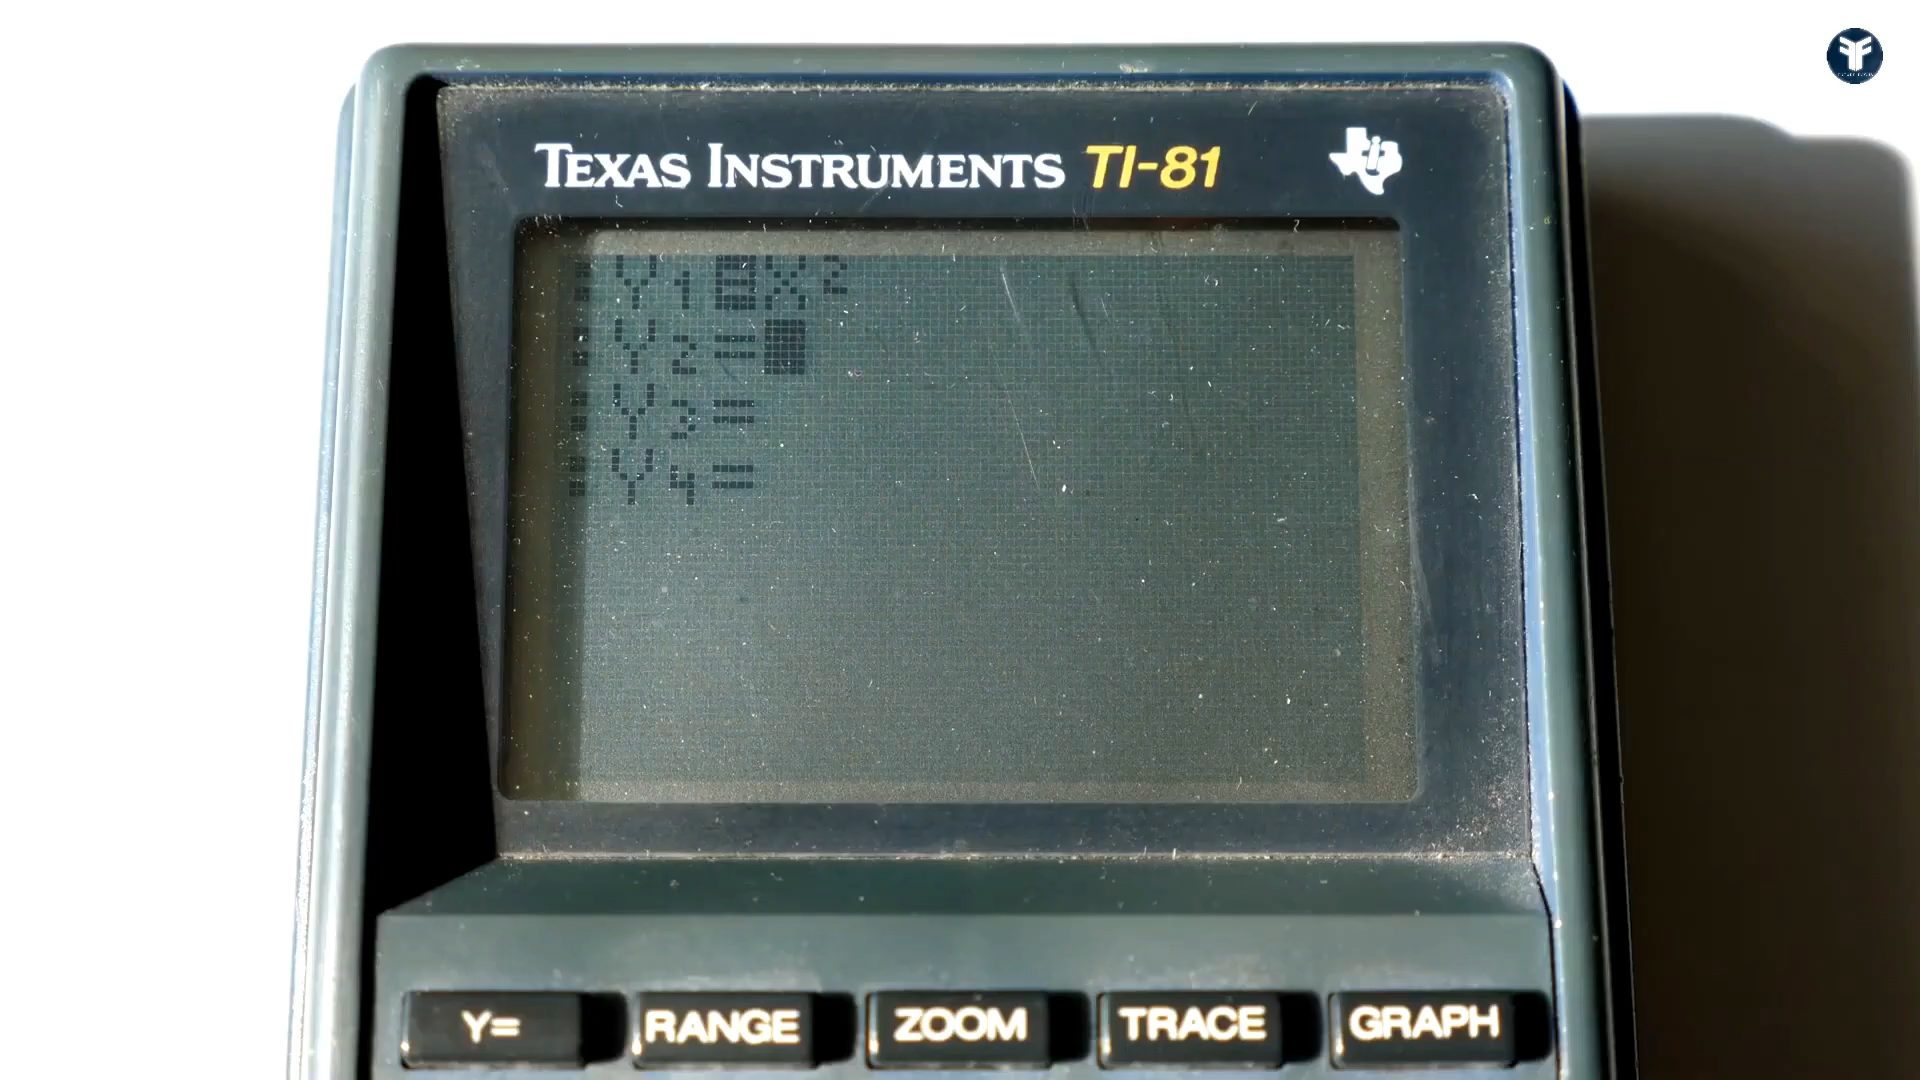 TEXAS INSTRUMENTS TI-81
:Y1=X²
:Y2=
:Y3=
:Y4=
Y= RANGE ZOOM TRACE GRAPH